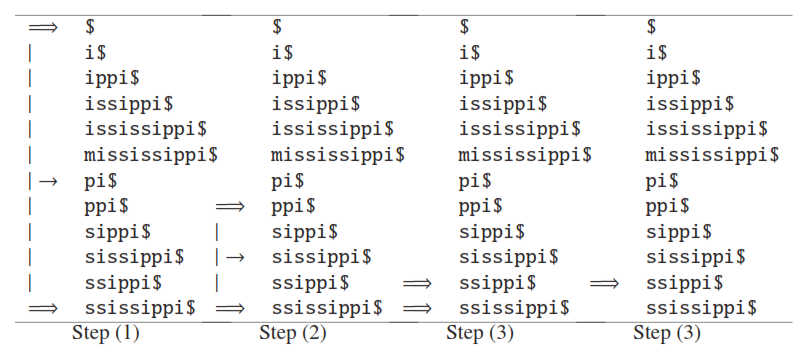 ⟹ $ $ $ $
| i$ i$ i$ i$
| ippi$ ippi$ ippi$ ippi$
| issippi$ issippi$ issippi$ issippi$
| ississippi$ ississippi$ ississippi$ ississippi$
| mississippi$ mississippi$ mississippi$ mississippi$
|→ pi$ pi$ pi$ pi$
| ppi$ ⟹ ppi$ ppi$ ppi$
| sippi$ | sippi$ sippi$ sippi$
| sissippi$ |→ sissippi$ sissippi$ sissippi$
| ssippi$ | ssippi$ ⟹ ssippi$ ⟹ ssippi$
⟹ ssissippi$ ⟹ ssissippi$ ⟹ ssissippi$ ssissippi$
Step (1) Step (2) Step (3) Step (3)